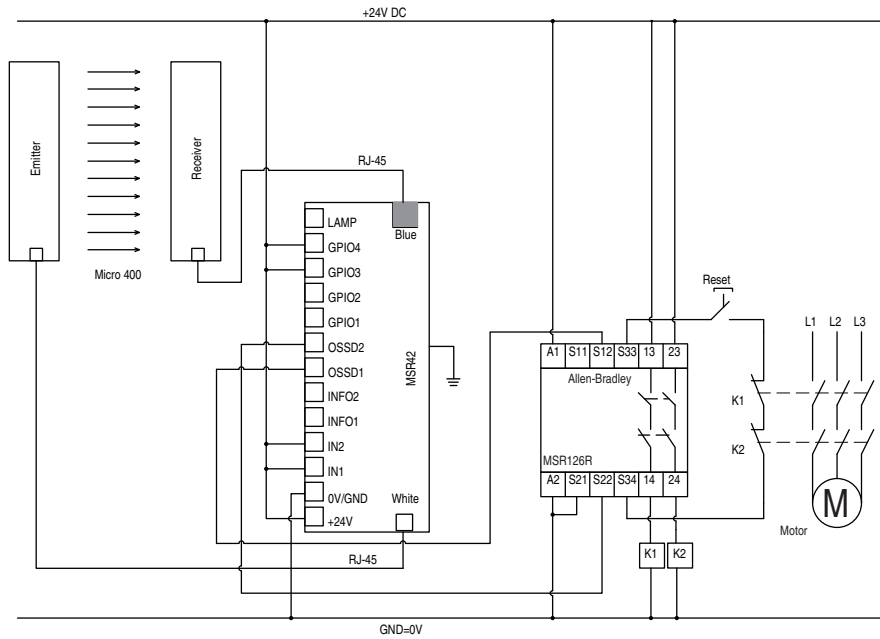 +24V DC
Emitter
Receiver
Micro 400
RJ-45
Blue
LAMP
GPIO4
GPIO3
GPIO2
GPIO1
OSSD2
OSSD1
INFO2
INFO1
IN2
IN1
0V/GND
+24V
MSR42
White
RJ-45
Reset
A1 S11 S12 S33 13 23
Allen-Bradley
MSR126R
A2 S21 S22 S34 14 24
K1 K2
K1
K2
L1 L2 L3
M
Motor
GND=0V